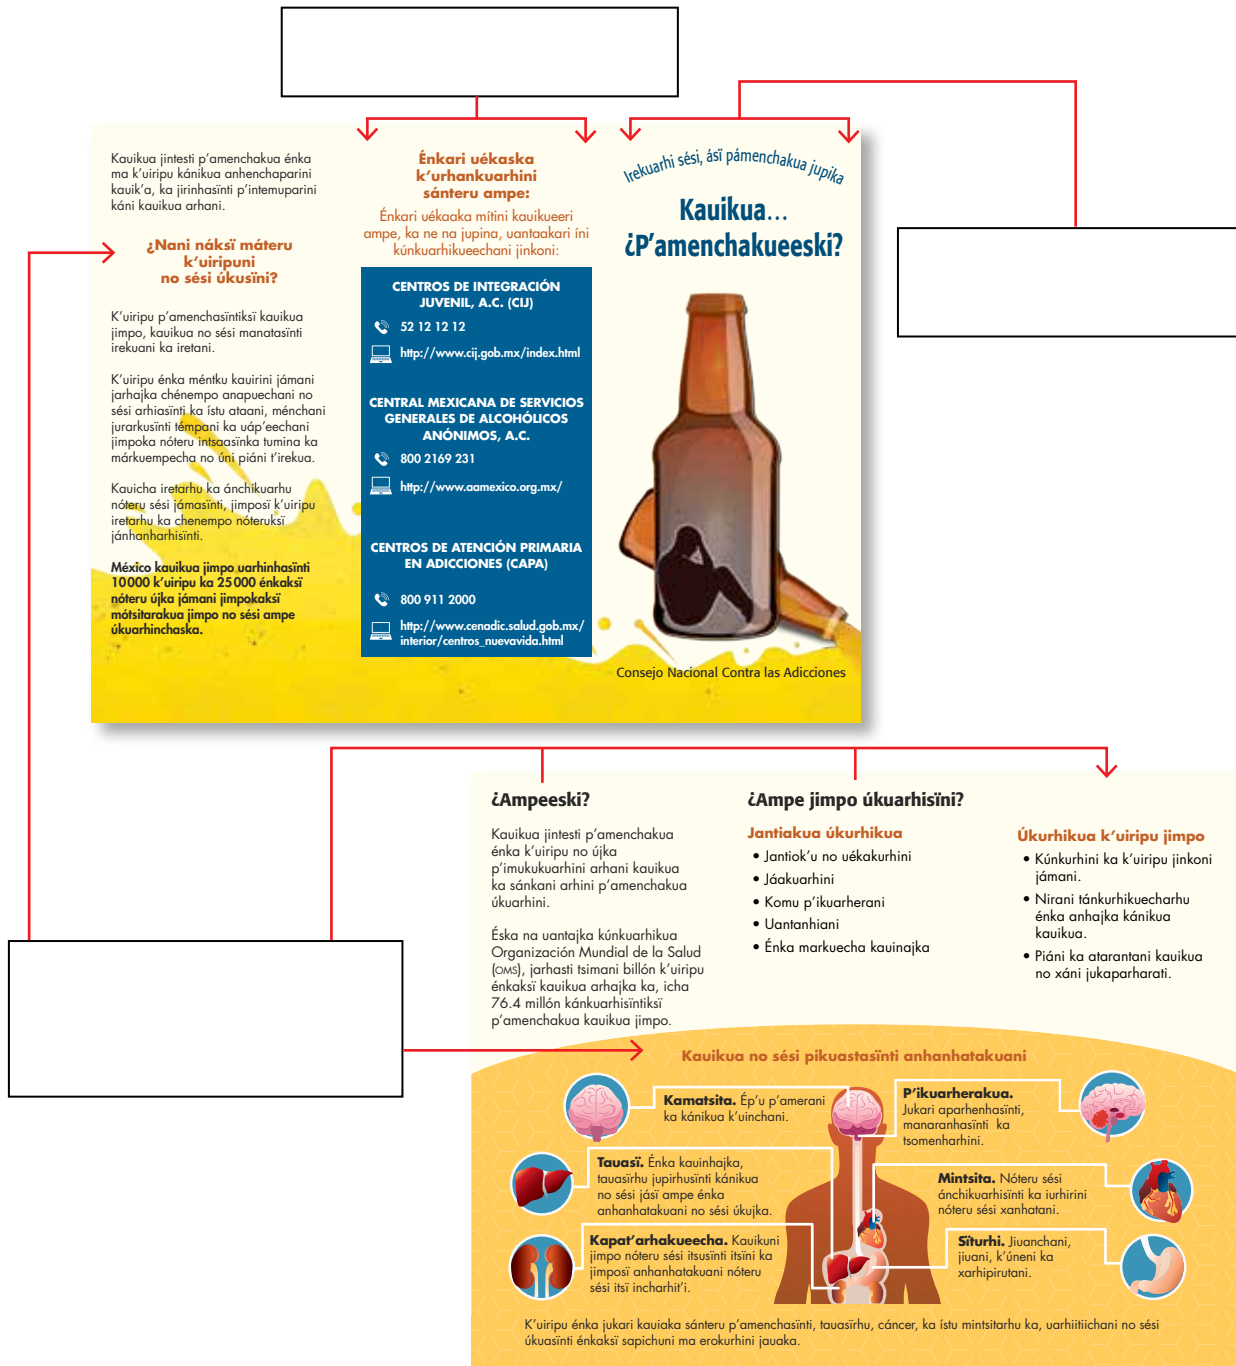 Kauikua jintesti p'amenchakua énka
ma k'uiripu kánikua anhenchaparini
kauik'a, ka jirinhasïnti p'intemuparini
káni kauikua arhani.
¿Nani náksï máteru
k'uiripuni
no sési úkusïni?
K'uiripu p'amenchasïntiksï kauikua
jimpo, kauikua no sési manatasïnti
irekuani ka iretani.
K'uiripu énka méntku kauirini jámani
jarhajka chénempo anapuechani no
sési arhiasïnti ka ístu ataani, ménchani
jurarkusïnti témpani ka uáp'eechani
jimpoka nóteru intsaasïnka tumina ka
márkuempecha no úni piáni t'irekua.
Kauicha iretarhu ka ánchikuarhu
nóteru sési jámasïnti, jimposï k'uiripu
iretarhu ka chenempo nóteruksï
jánhanharhisïnti.
México kauikua jimpo uarhinhasïnti
10 000 k'uiripu ka 25 000 énkaksï
nóteru újka jámani jimpokaksï
mótsitarakua jimpo no sési ampe
úkuarhinchaska.
Énkari uékaska
k'urhankuarhini
sánteru ampe:
Énkari uékaaka mítini kauikueeri
ampe, ka ne na jupina, uantaakari íni
kúnkuarhikueechani jinkoni:
CENTROS DE INTEGRACIÓN
JUVENIL, A.C. (CIJ)
52 12 12 12
http://www.cij.gob.mx/index.html
CENTRAL MEXICANA DE SERVICIOS
GENERALES DE ALCOHÓLICOS
ANÓNIMOS, A.C.
800 2169 231
http://www.aamexico.org.mx/
CENTROS DE ATENCIÓN PRIMARIA
EN ADICCIONES (CAPA)
800 911 2000
http://www.cenadic.salud.gob.mx/
interior/centros_nuevavida.html
Irekuarhi sési, ásï pámenchakua jupika
Kauikua...
¿P'amenchakueeski?
Consejo Nacional Contra las Adicciones
¿Ampeeski?
Kauikua jintesti p'amenchakua
énka k'uiripu no újka
p'imukukuarhini arhani kauikua
ka sánkani arhini p'amenchakua
úkuarhini.
Éska na uantajka kúnkuarhikua
Organización Mundial de la Salud
(OMS), jarhasti tsimani billón k'uiripu
énkaksï kauikua arhajka ka, icha
76.4 millón kánkuarhisïntiksï
p'amenchakua kauikua jimpo.
¿Ampe jimpo úkuarhisïni?
Jantiakua úkurhikua
• Jantiok'u no uékakurhini
• Jáakuarhini
• Komu p'ikuarherani
• Uantanhiani
• Énka markuecha kauinajka
Úkurhikua k'uiripu jimpo
• Kúnkurhini ka k'uiripu jinkoni
jámani.
• Nirani tánkurhikuecharhu
énka anhajka kánikua
kauikua.
• Piáni ka atarantani kauikua
no xáni jukaparharati.
Kauikua no sési pikuastasïnti anhanhatakuani
Kamatsita. Ép'u p'amerani
ka kánikua k'uinchani.
Tauasï. Énka kauinhajka,
tauasïrhu jupirhusïnti kánikua
no sési jásï ampe énka
anhanhatakuani no sési úkujka.
Kapat'arhakueecha. Kauikuni
jimpo nóteru sési itsusïnti itsïni ka
jimposï anhanhatakuani nóteru
sési itsï incharhit'i.
P'ikuarherakua.
Jukari aparhenhasïnti,
manaranhasïnti ka
tsomenharhini.
Mintsita. Nóteru sési
ánchikuarhisïnti ka iurhirini
nóteru sési xanhatani.
Sïturhi. Jiuanchani,
jiuani, k'úneni ka
xarhipirutani.
K'uiripu énka jukari kauiaka sánteru p'amenchasïnti, tauasïrhu, cáncer, ka ístu mintsitarhu ka, uarhiitiichani no sési
úkuasïnti énkaksï sapichuni ma erokurhini jauaka.